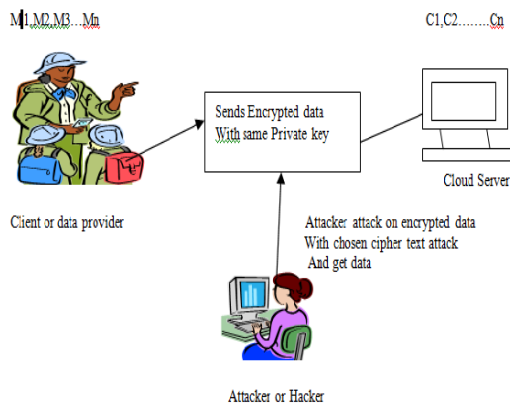 M1,M2,M3...Mn
C1,C2........Cn
Sends Encrypted data
With same Private key
Cloud Server
Client or data provider
Attacker attack on encrypted data
With chosen cipher text attack
And get data
Attacker or Hacker